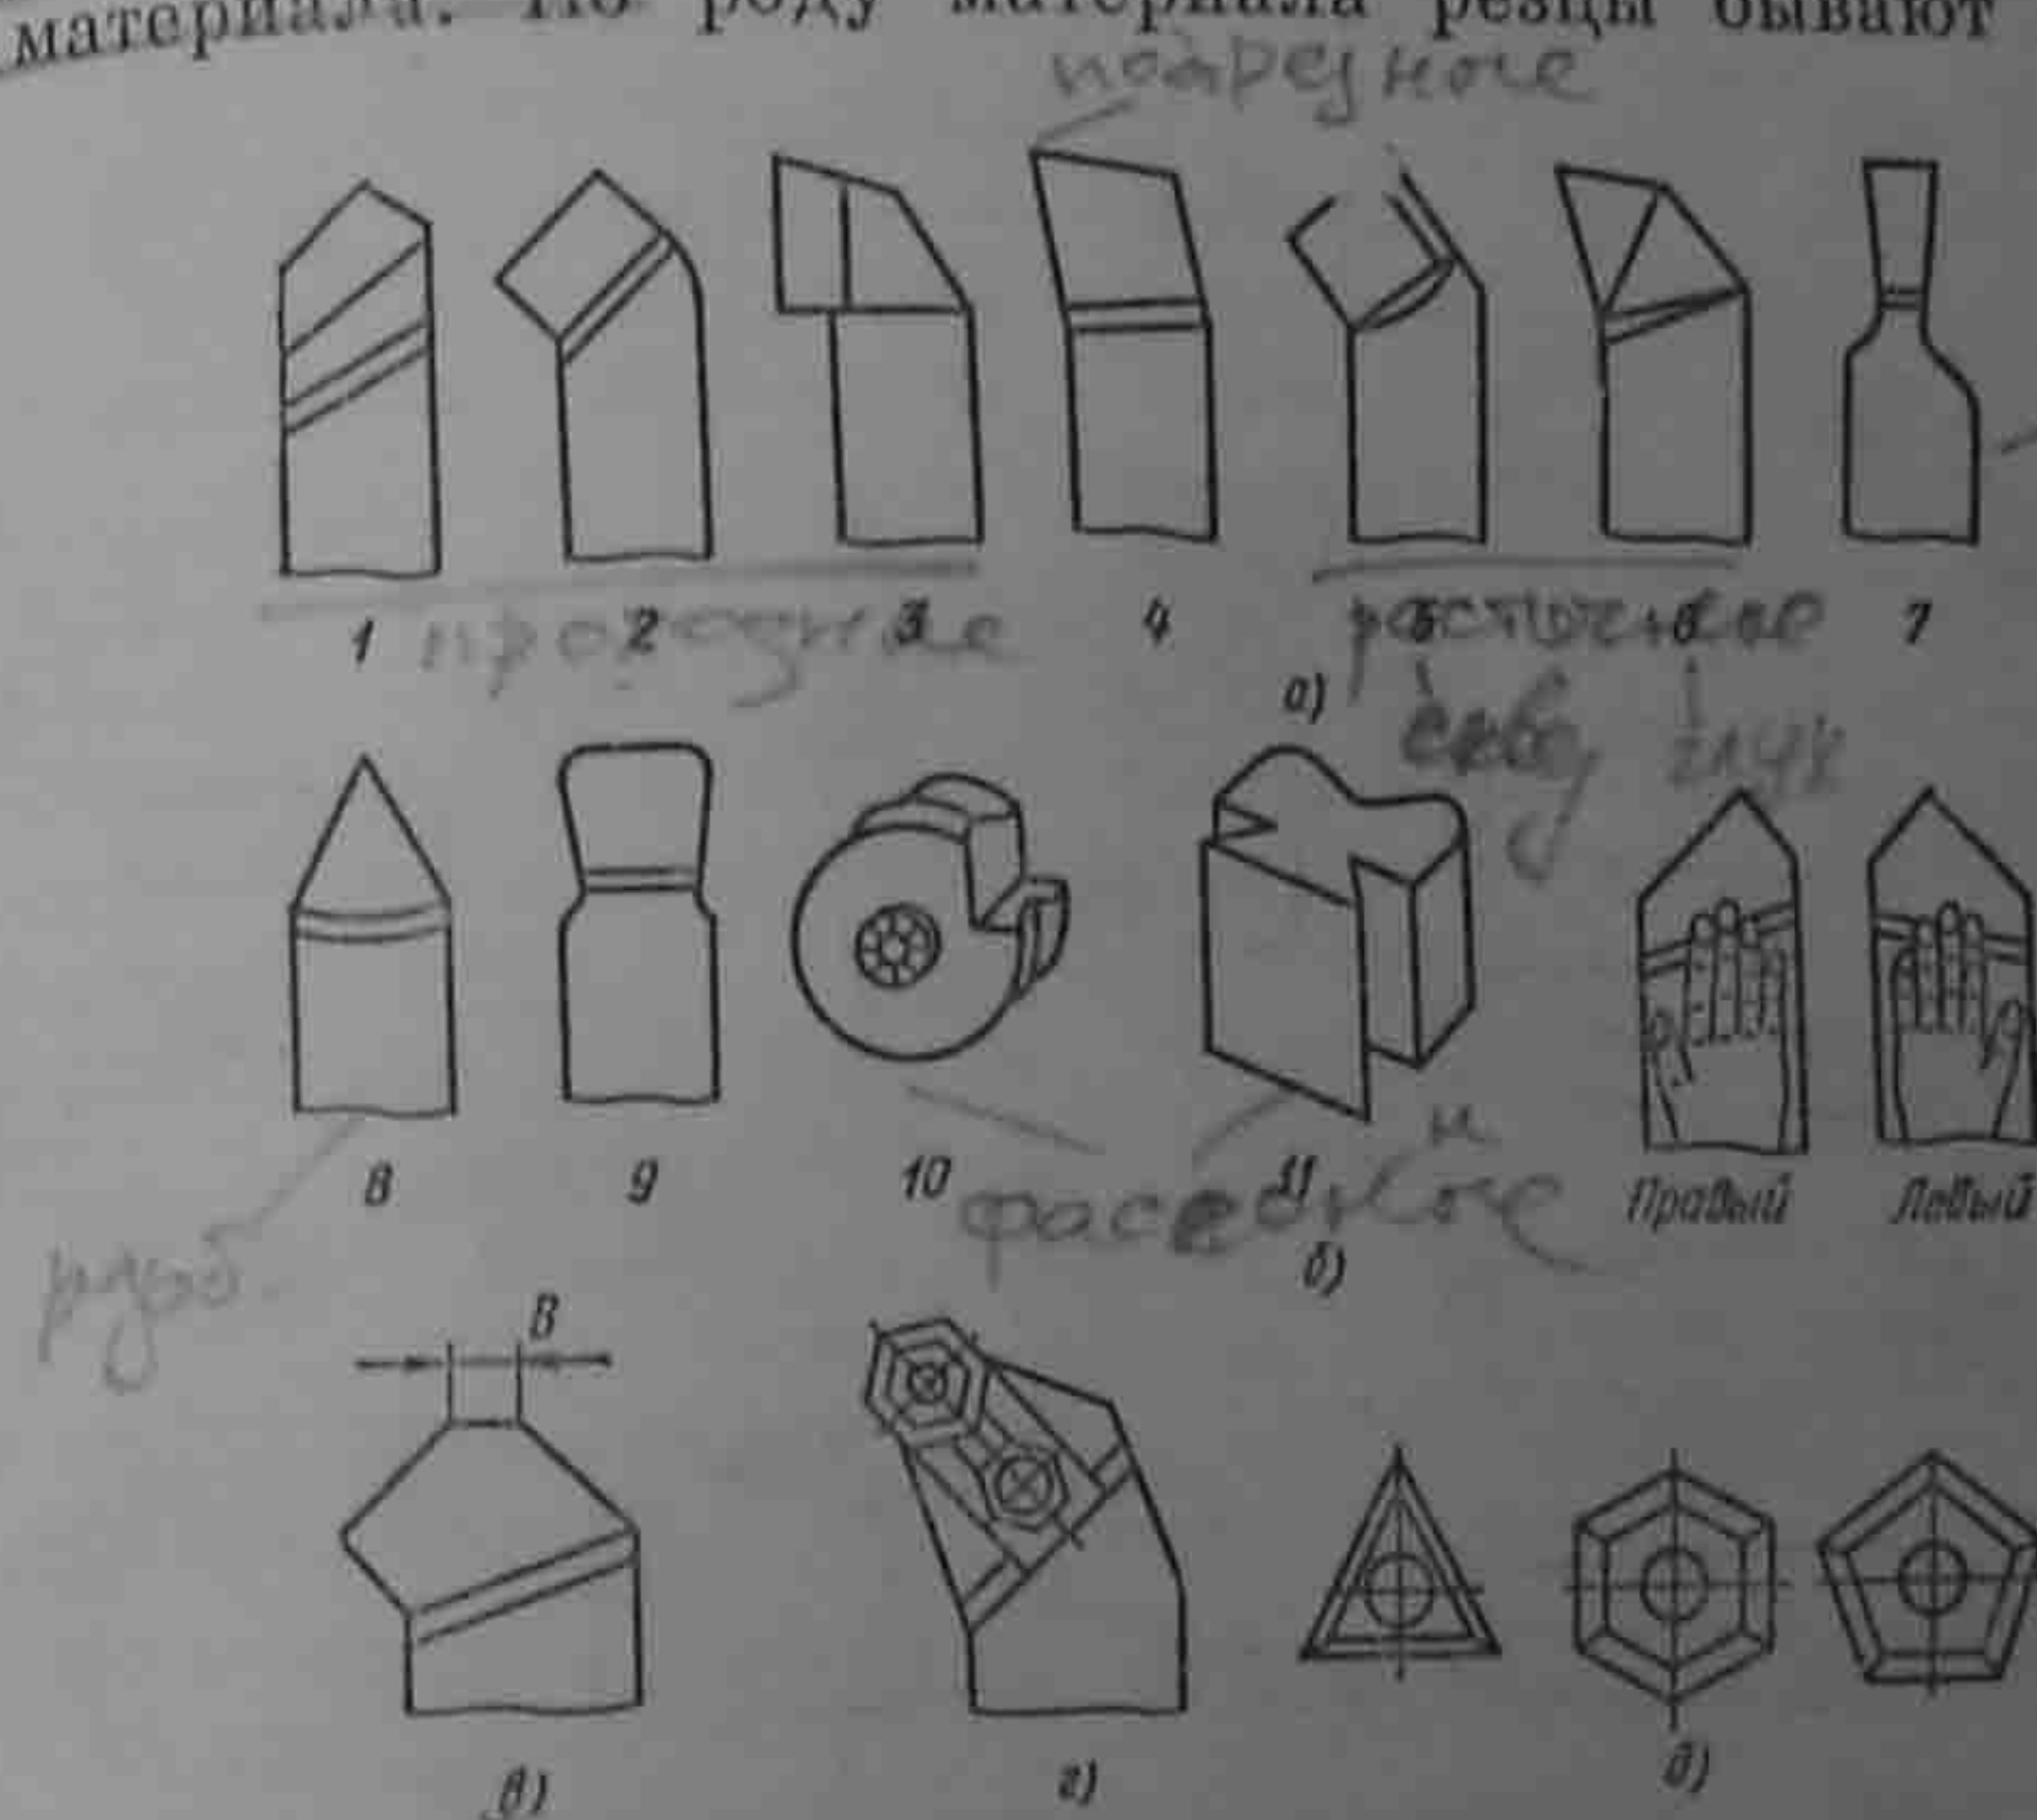 материала. По роду материала резцы бывают
подрезные
1 2 3 4 5 6 7
проходные
расточные
а)
глух
8 9 10 11 Правый Левый
фасонные
б)
В
в) г) д)